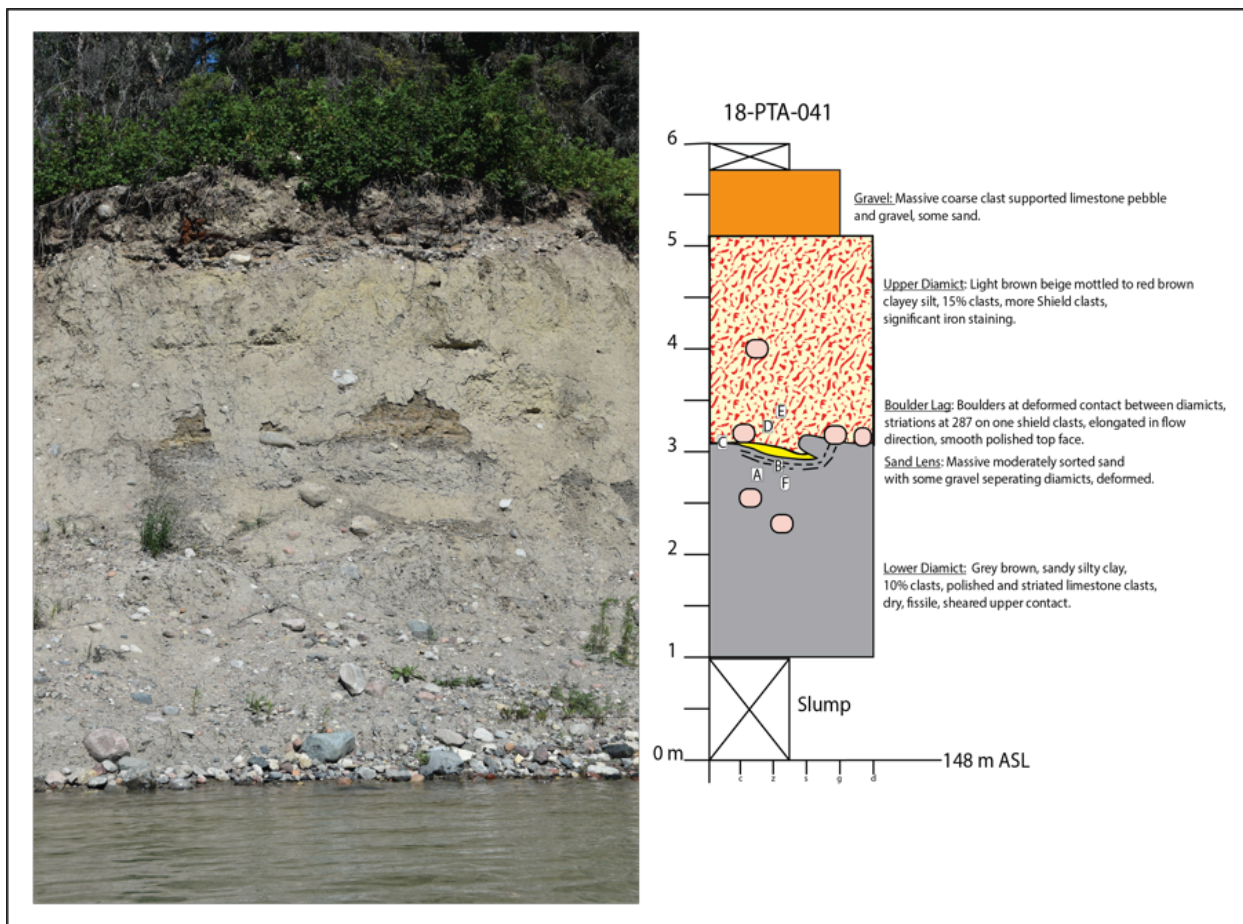 18-PTA-041
6
Gravel: Massive coarse clast supported limestone pebble
and gravel, some sand.
5
Upper Diamict: Light brown beige mottled to red brown
clayey silt, 15% clasts, more Shield clasts,
significant iron staining.
4
E
D
Boulder Lag: Boulders at deformed contact between diamicts,
striations at 287 on one shield clasts, elongated in flow
direction, smooth polished top face.
3
C
B
A
F
Sand Lens: Massive moderately sorted sand
with some gravel seperating diamicts, deformed.
2
Lower Diamict: Grey brown, sandy silty clay,
10% clasts, polished and striated limestone clasts,
dry, fissile, sheared upper contact.
1
Slump
0 m
148 m ASL
c z s g d